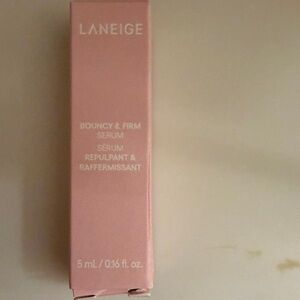 LANEIGE
BOUNCY & FIRM
SERUM
SÉRUM
REPULPANT &
RAFFERMISSANT
5 mL / 0.16 fl. oz.